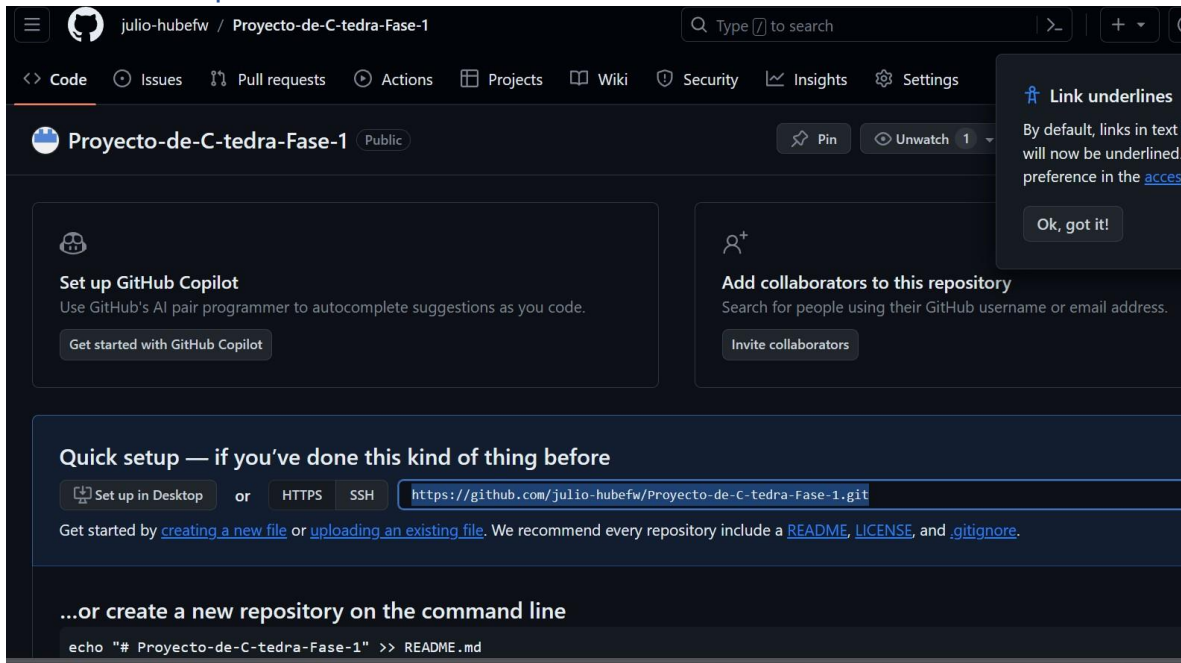 julio-hubefw / Proyecto-de-C-tedra-Fase-1
Type / to search
Code Issues Pull requests Actions Projects Wiki Security Insights Settings
Link underlines
By default, links in text
will now be underlined.
preference in the acces
Ok, got it!
Proyecto-de-C-tedra-Fase-1 Public
Pin Unwatch 1
Set up GitHub Copilot
Use GitHub's AI pair programmer to autocomplete suggestions as you code.
Get started with GitHub Copilot
Add collaborators to this repository
Search for people using their GitHub username or email address.
Invite collaborators
Quick setup — if you've done this kind of thing before
Set up in Desktop or HTTPS SSH https://github.com/julio-hubefw/Proyecto-de-C-tedra-Fase-1.git
Get started by creating a new file or uploading an existing file. We recommend every repository include a README, LICENSE, and .gitignore.
...or create a new repository on the command line
echo "# Proyecto-de-C-tedra-Fase-1" >> README.md